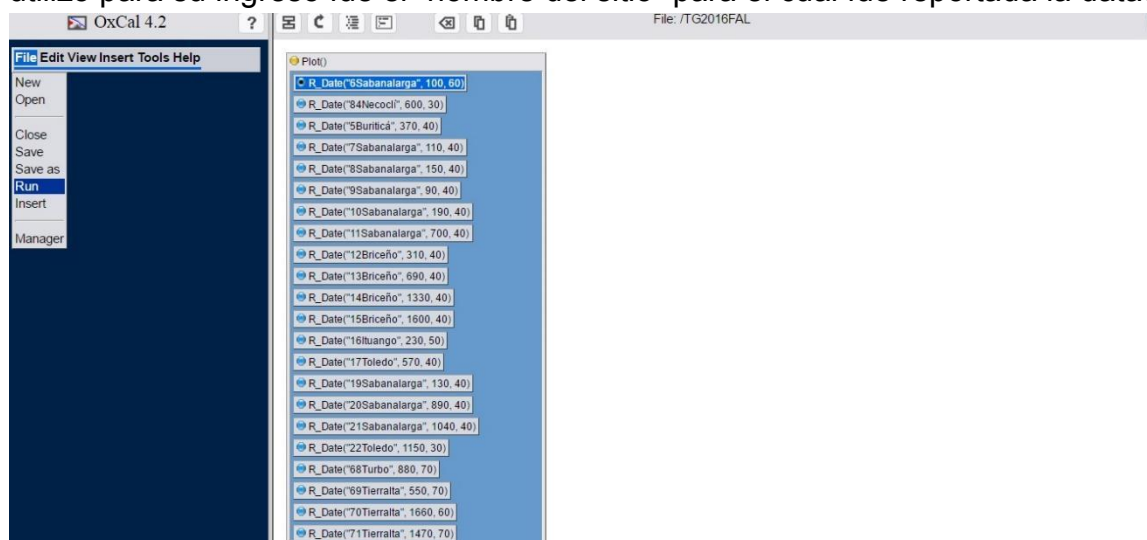 utilizó para su ingreso fue el "nombre del sitio" para el cual fue reportada la data
OxCal 4.2 ?
File: /TG2016FAL
File Edit View Insert Tools Help
New
Open
Close
Save
Save as
Run
Insert
Manager
Plot()
R_Date("6Sabanalarga", 100, 60)
R_Date("84Necoclí", 600, 30)
R_Date("5Buriticá", 370, 40)
R_Date("7Sabanalarga", 110, 40)
R_Date("8Sabanalarga", 150, 40)
R_Date("9Sabanalarga", 90, 40)
R_Date("10Sabanalarga", 190, 40)
R_Date("11Sabanalarga", 700, 40)
R_Date("12Briceño", 310, 40)
R_Date("13Briceño", 690, 40)
R_Date("14Briceño", 1330, 40)
R_Date("15Briceño", 1600, 40)
R_Date("16Ituango", 230, 50)
R_Date("17Toledo", 570, 40)
R_Date("19Sabanalarga", 130, 40)
R_Date("20Sabanalarga", 890, 40)
R_Date("21Sabanalarga", 1040, 40)
R_Date("22Toledo", 1150, 30)
R_Date("68Turbo", 880, 70)
R_Date("69Tierralta", 550, 70)
R_Date("70Tierralta", 1660, 60)
R_Date("71Tierralta", 1470, 70)